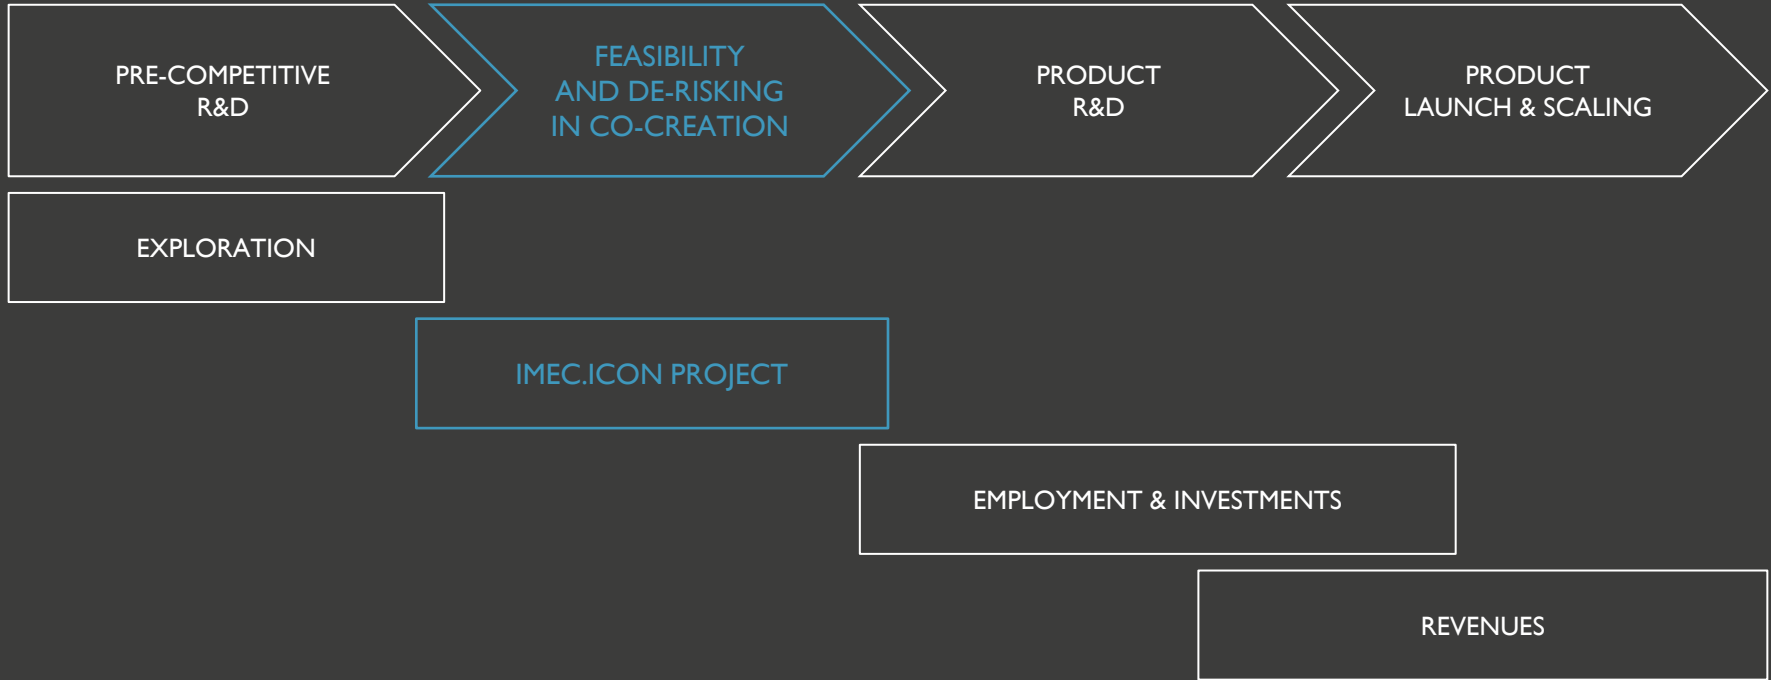 PRE-COMPETITIVE
R&D
FEASIBILITY
AND DE-RISKING
IN CO-CREATION
PRODUCT
R&D
PRODUCT
LAUNCH & SCALING
EXPLORATION
IMEC.ICON PROJECT
EMPLOYMENT & INVESTMENTS
REVENUES